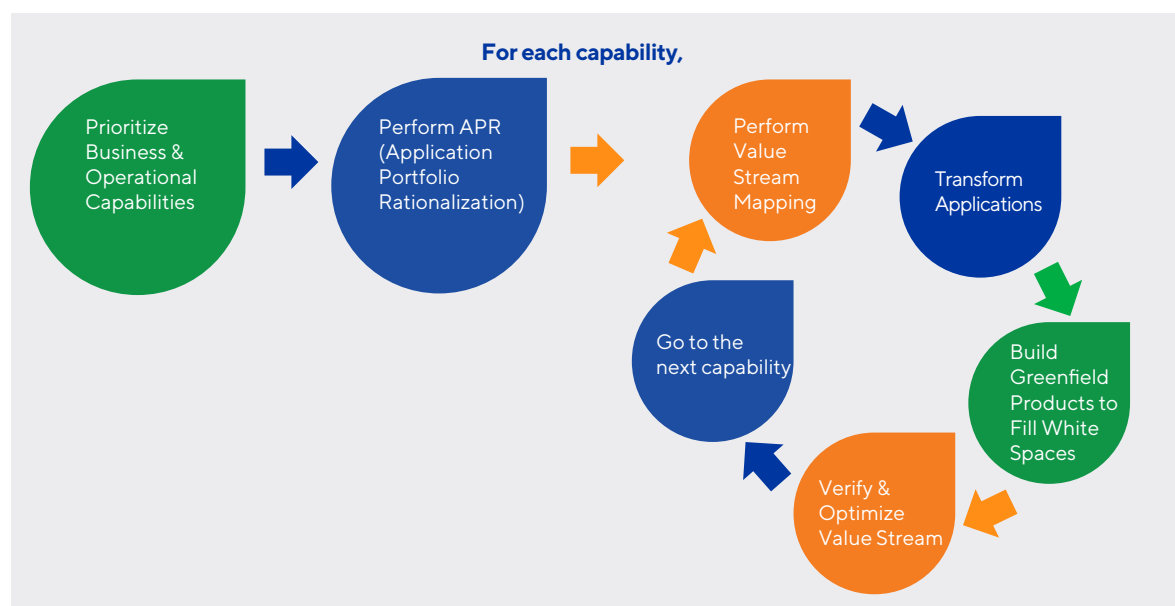 For each capability,
Prioritize
Business &
Operational
Capabilities
Perform APR
(Application
Portfolio
Rationalization)
Perform
Value
Stream
Mapping
Transform
Applications
Build
Greenfield
Products to
Fill White
Spaces
Verify &
Optimize
Value Stream
Go to the
next capability